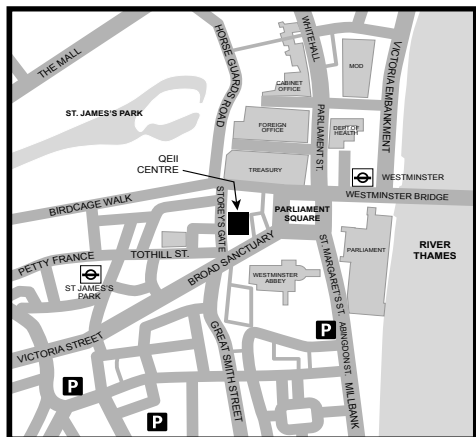 THE MALL
HORSE GUARDS ROAD
WHITEHALL
MOD
VICTORIA EMBANKMENT
CABINET
OFFICE
ST. JAMES'S PARK
FOREIGN
OFFICE
PARLIAMENT ST.
DEPT OF
HEALTH
QEII
CENTRE
TREASURY
WESTMINSTER
WESTMINSTER BRIDGE
BIRDCAGE WALK
STOREY'S GATE
PARLIAMENT
SQUARE
PETTY FRANCE
TOTHILL ST.
BROAD SANCTUARY
ST. MARGARET'S ST.
PARLIAMENT
RIVER
THAMES
ST JAMES'S
PARK
WESTMINSTER
ABBEY
VICTORIA STREET
GREAT SMITH STREET
ABINGDON ST.
MILLBANK
P
P
P